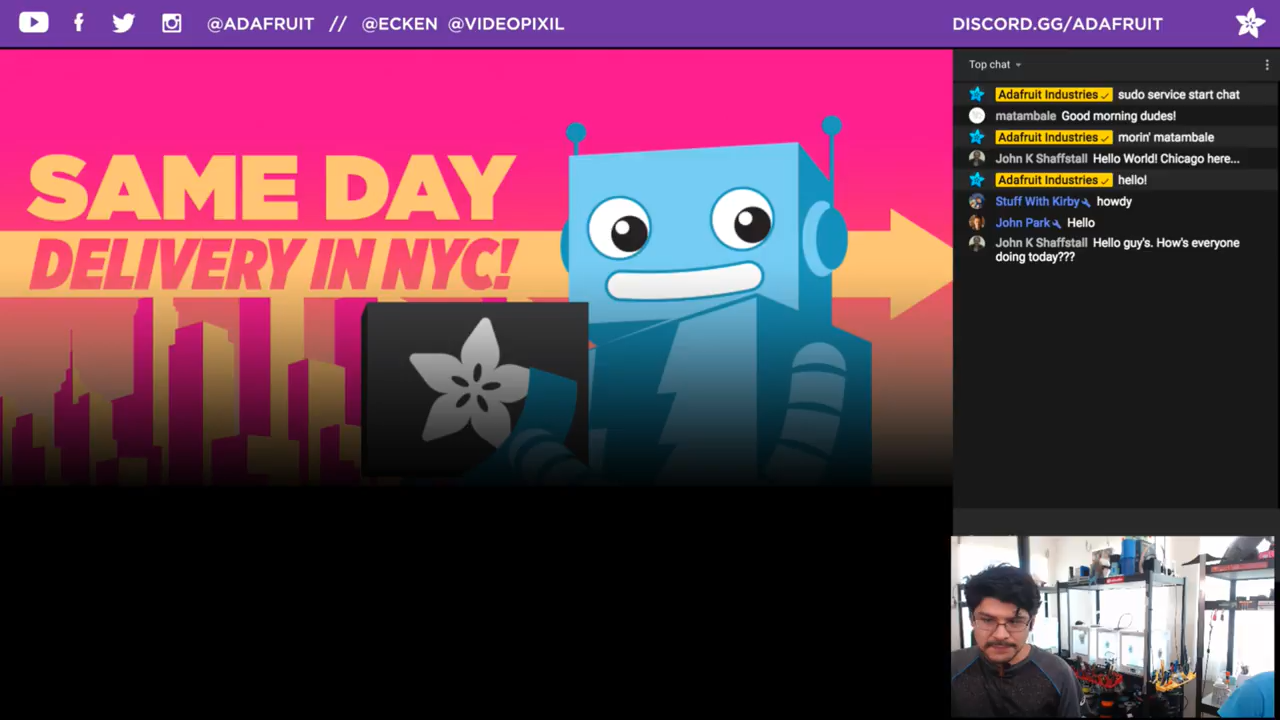 @ADAFRUIT // @ECKEN @VIDEOPIXIL
DISCORD.GG/ADAFRUIT
SAME DAY
DELIVERY IN NYC!
Top chat
Adafruit Industries sudo service start chat
matambale Good morning dudes!
Adafruit Industries morin' matambale
John K Shaffstall Hello World! Chicago here...
Adafruit Industries hello!
Stuff With Kirby howdy
John Park Hello
John K Shaffstall Hello guy's. How's everyone
doing today???